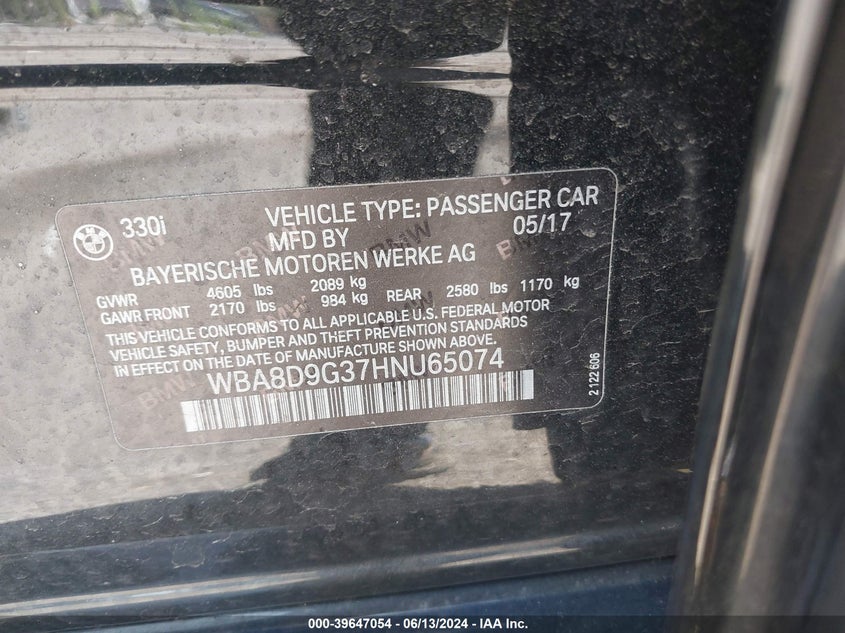 330i
VEHICLE TYPE: PASSENGER CAR
MFD BY 05/17
BAYERISCHE MOTOREN WERKE AG
GVWR 4605 lbs 2089 kg
GAWR FRONT 2170 lbs 984 kg REAR 2580 lbs 1170 kg
THIS VEHICLE CONFORMS TO ALL APPLICABLE U.S. FEDERAL MOTOR
VEHICLE SAFETY, BUMPER AND THEFT PREVENTION STANDARDS
IN EFFECT ON THE DATE OF MANUFACTURE SHOWN ABOVE.
WBA8D9G37HNU65074
2 122 606
000-39647054 - 06/13/2024 - IAA Inc.